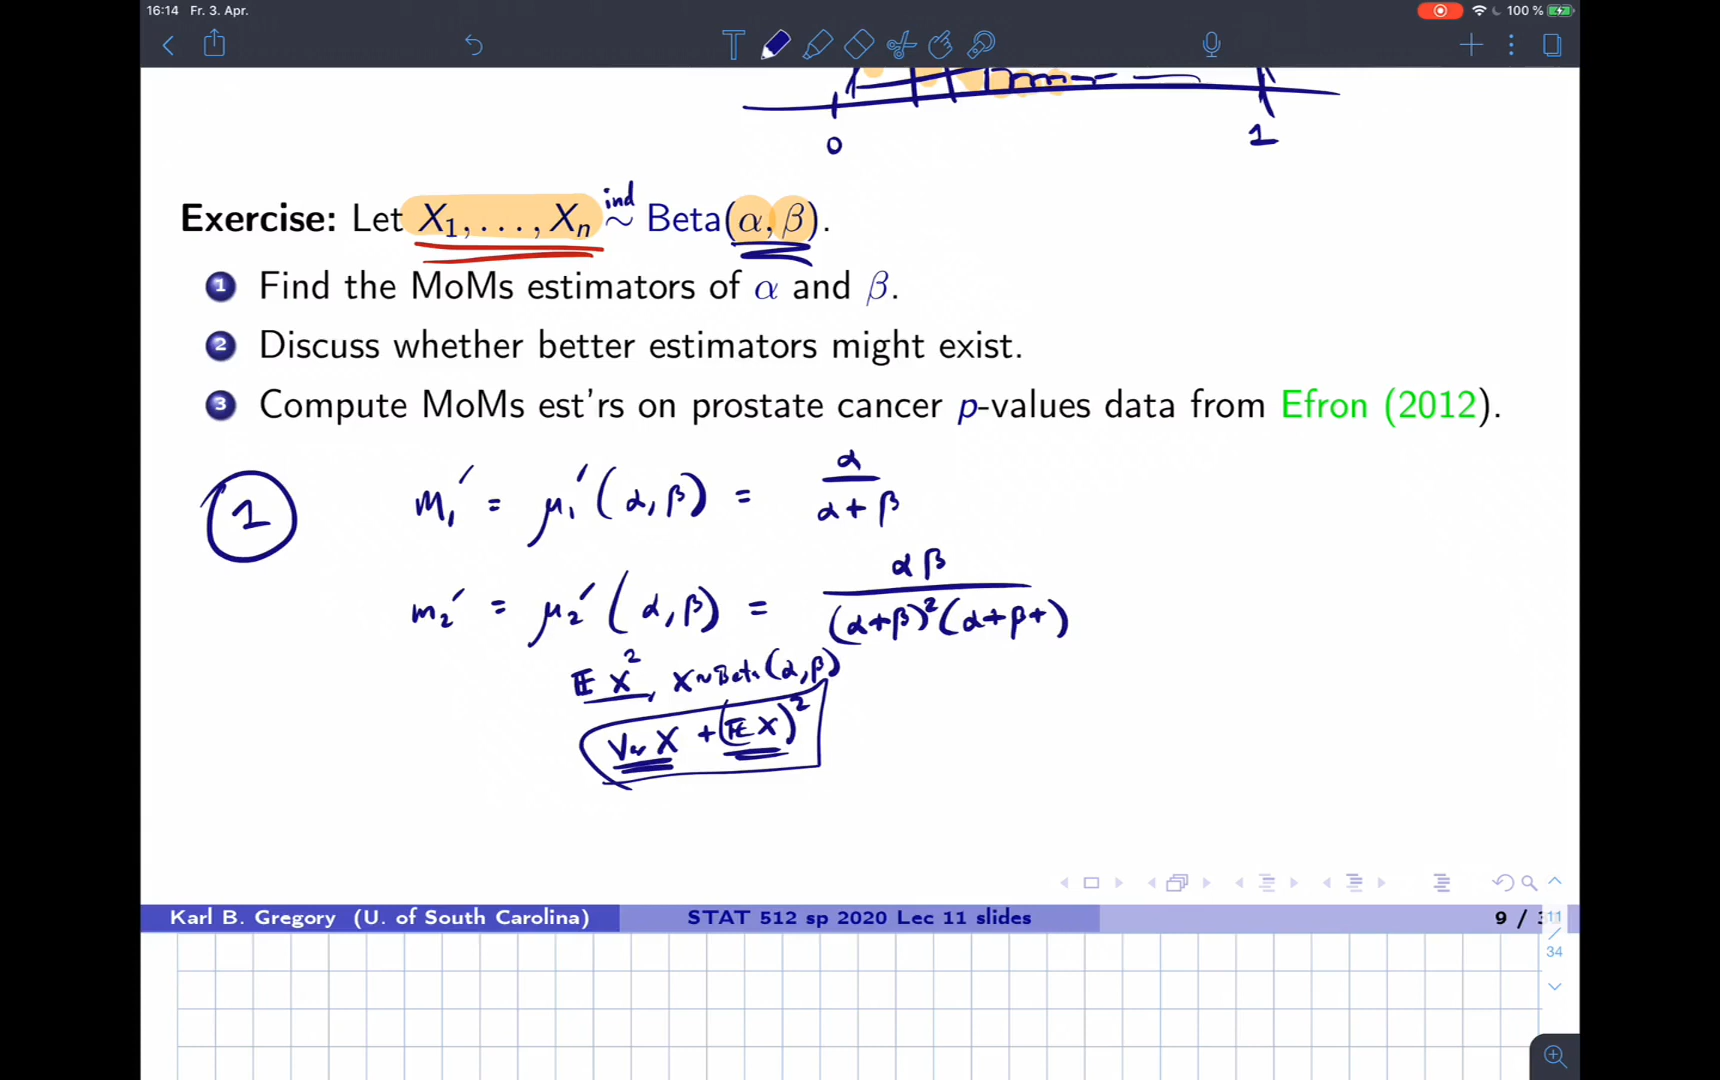 16:14 Fr. 3. Apr. 100 %
T
0 1
ind
Exercise: Let X₁, . . . , Xₙ ~ Beta(α, β).
1 Find the MoMs estimators of α and β.
2 Discuss whether better estimators might exist.
3 Compute MoMs est'rs on prostate cancer p-values data from Efron (2012).
1
m₁′ = μ₁′(α, β) = α / α + β
m₂′ = μ₂′(α, β) = αβ / (α+β)²(α+β+)
𝔼 X², X~Beta(α, β)
Var X + (𝔼 X)²
Karl B. Gregory (U. of South Carolina) STAT 512 sp 2020 Lec 11 slides 9 /
11
/
34